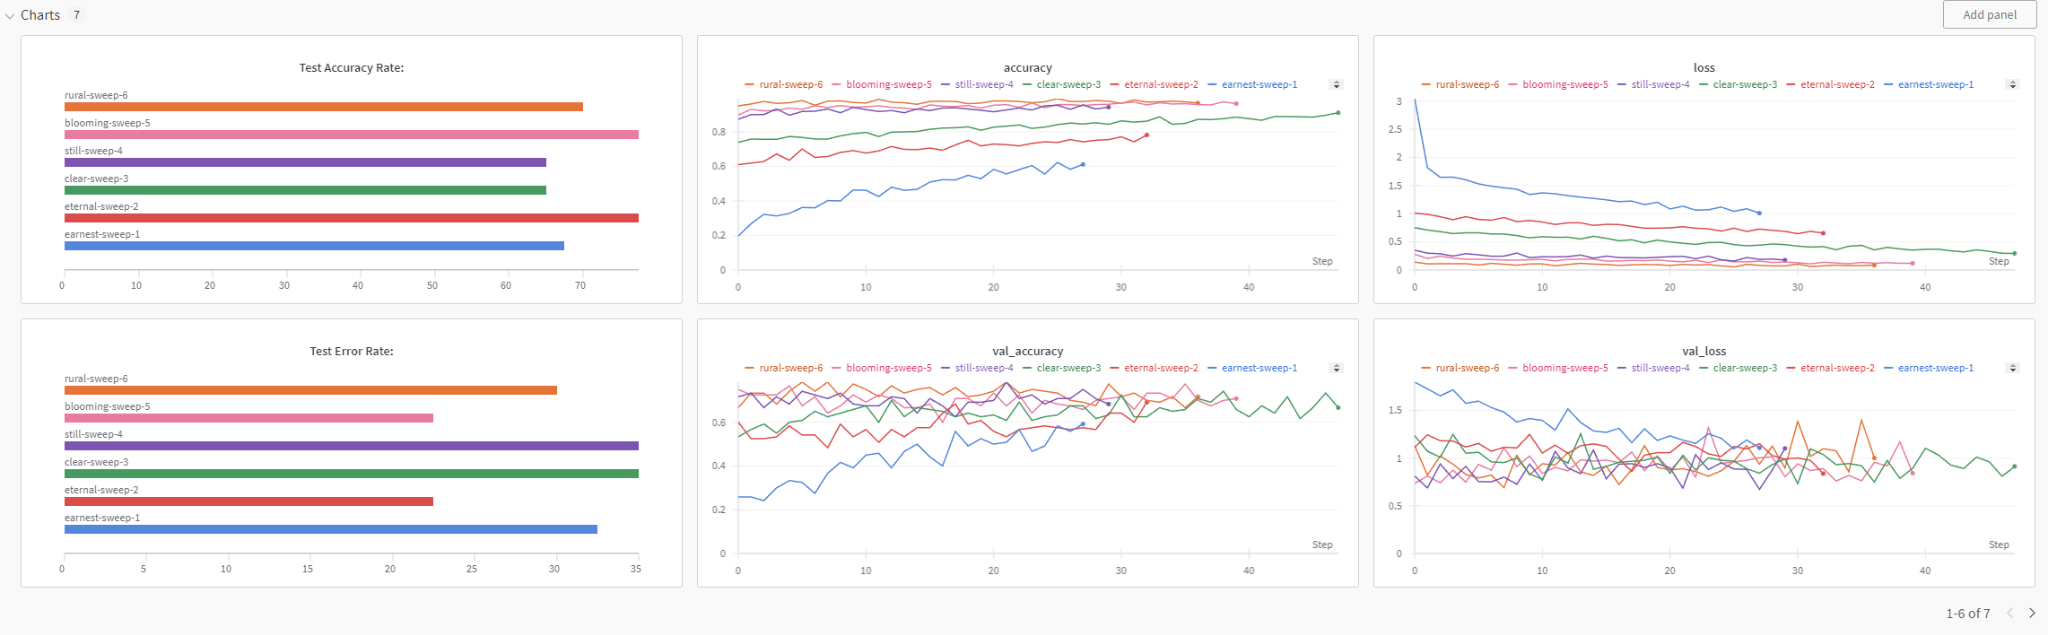 Charts 7
Add panel
Test Accuracy Rate:
rural-sweep-6
blooming-sweep-5
still-sweep-4
clear-sweep-3
eternal-sweep-2
earnest-sweep-1
0 10 20 30 40 50 60 70
accuracy
rural-sweep-6 blooming-sweep-5 still-sweep-4 clear-sweep-3 eternal-sweep-2 earnest-sweep-1
0.8
0.6
0.4
0.2
0
Step
0 10 20 30 40
loss
rural-sweep-6 blooming-sweep-5 still-sweep-4 clear-sweep-3 eternal-sweep-2 earnest-sweep-1
3
2.5
2
1.5
1
0.5
0
Step
0 10 20 30 40
Test Error Rate:
rural-sweep-6
blooming-sweep-5
still-sweep-4
clear-sweep-3
eternal-sweep-2
earnest-sweep-1
0 5 10 15 20 25 30 35
val_accuracy
rural-sweep-6 blooming-sweep-5 still-sweep-4 clear-sweep-3 eternal-sweep-2 earnest-sweep-1
0.6
0.4
0.2
0
Step
0 10 20 30 40
val_loss
rural-sweep-6 blooming-sweep-5 still-sweep-4 clear-sweep-3 eternal-sweep-2 earnest-sweep-1
1.5
1
0.5
0
Step
0 10 20 30 40
1-6 of 7